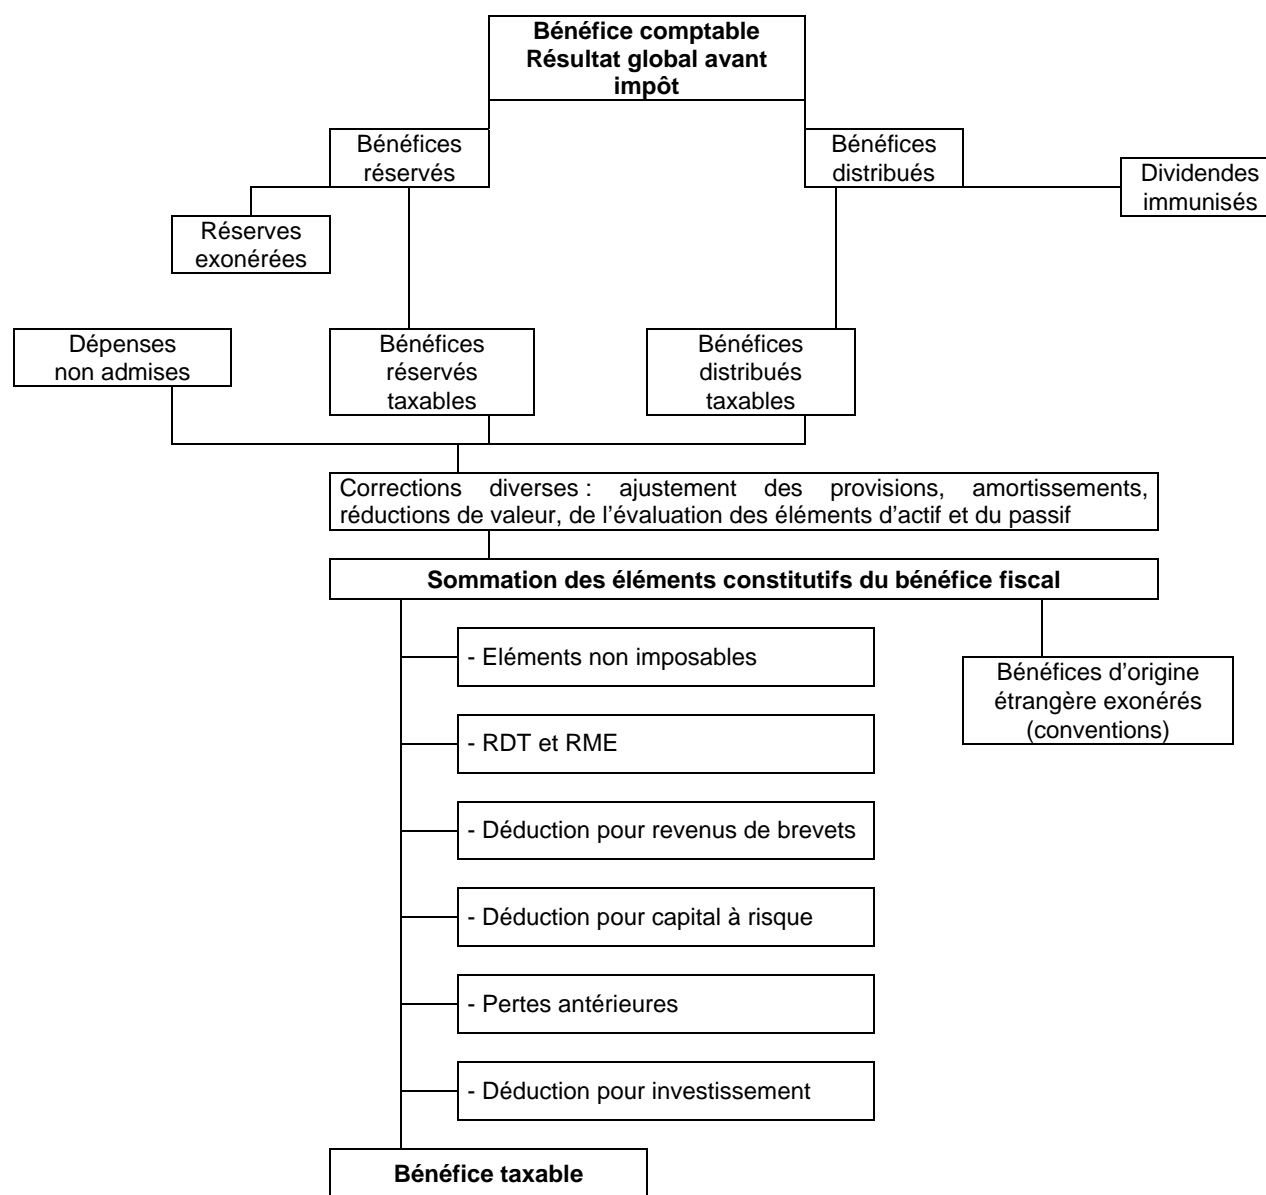 Bénéfice comptable
Résultat global avant
impôt
Bénéfices
réservés
Bénéfices
distribués
Dividendes
immunisés
Réserves
exonérées
Dépenses
non admises
Bénéfices
réservés
taxables
Bénéfices
distribués
taxables
Corrections diverses : ajustement des provisions, amortissements,
réductions de valeur, de l'évaluation des éléments d'actif et du passif
Sommation des éléments constitutifs du bénéfice fiscal
- Eléments non imposables
Bénéfices d'origine
étrangère exonérés
(conventions)
- RDT et RME
- Déduction pour revenus de brevets
- Déduction pour capital à risque
- Pertes antérieures
- Déduction pour investissement
Bénéfice taxable